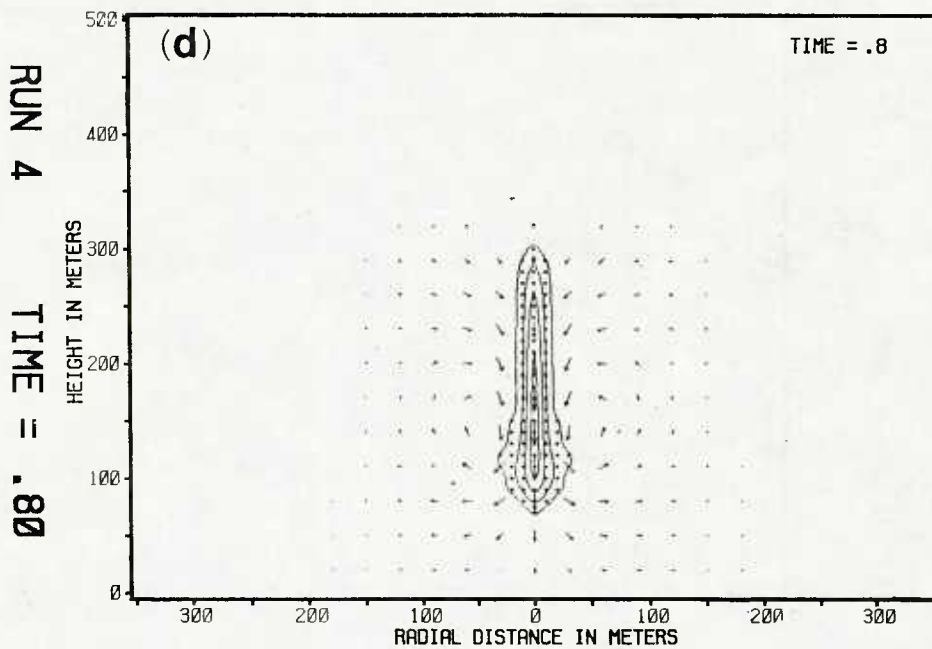 RUN 4 TIME = .80
(d)
TIME = .8
HEIGHT IN METERS
500
400
300
200
100
0
300 200 100 0 100 200 300
RADIAL DISTANCE IN METERS